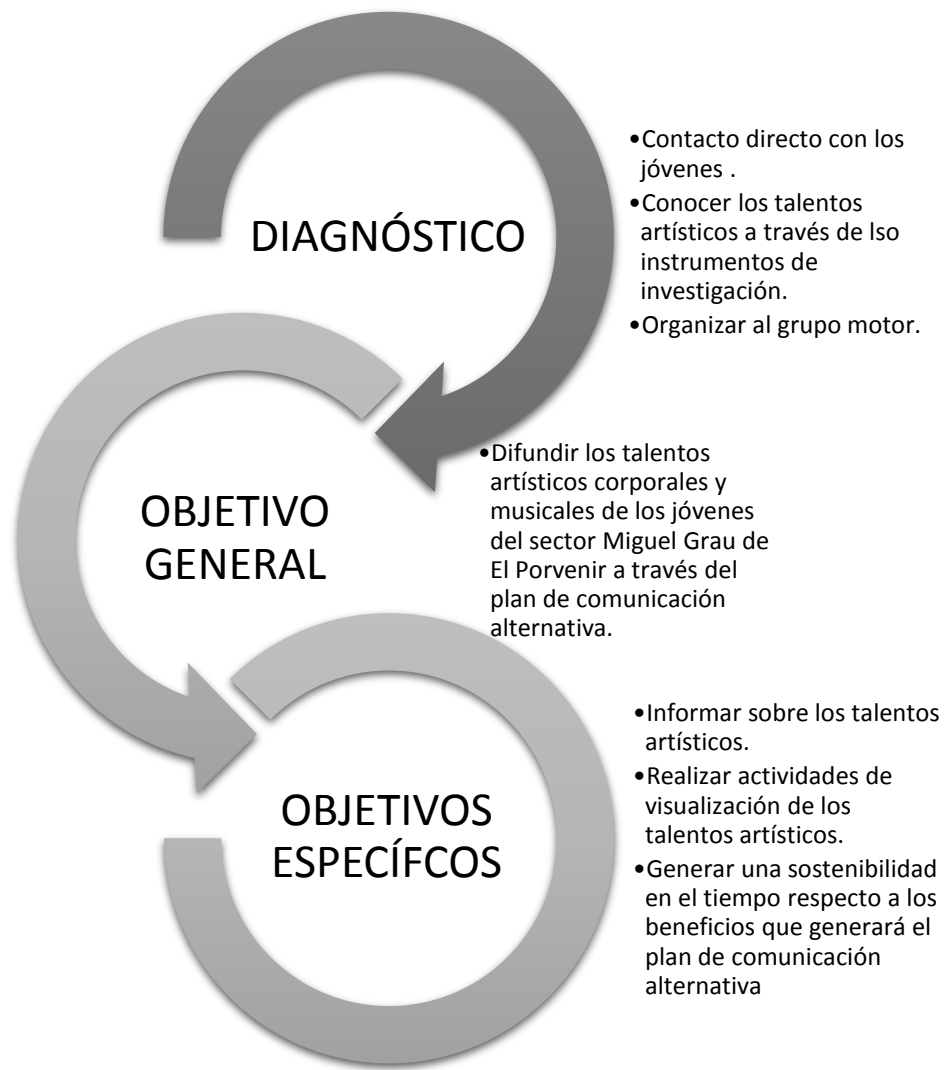 DIAGNÓSTICO
•Contacto directo con los
jóvenes .
•Conocer los talentos
artísticos a través de lso
instrumentos de
investigación.
•Organizar al grupo motor.
OBJETIVO
GENERAL
•Difundir los talentos
artísticos corporales y
musicales de los jóvenes
del sector Miguel Grau de
El Porvenir a través del
plan de comunicación
alternativa.
OBJETIVOS
ESPECÍFCOS
•Informar sobre los talentos
artísticos.
•Realizar actividades de
visualización de los
talentos artísticos.
•Generar una sostenibilidad
en el tiempo respecto a los
beneficios que generará el
plan de comunicación
alternativa